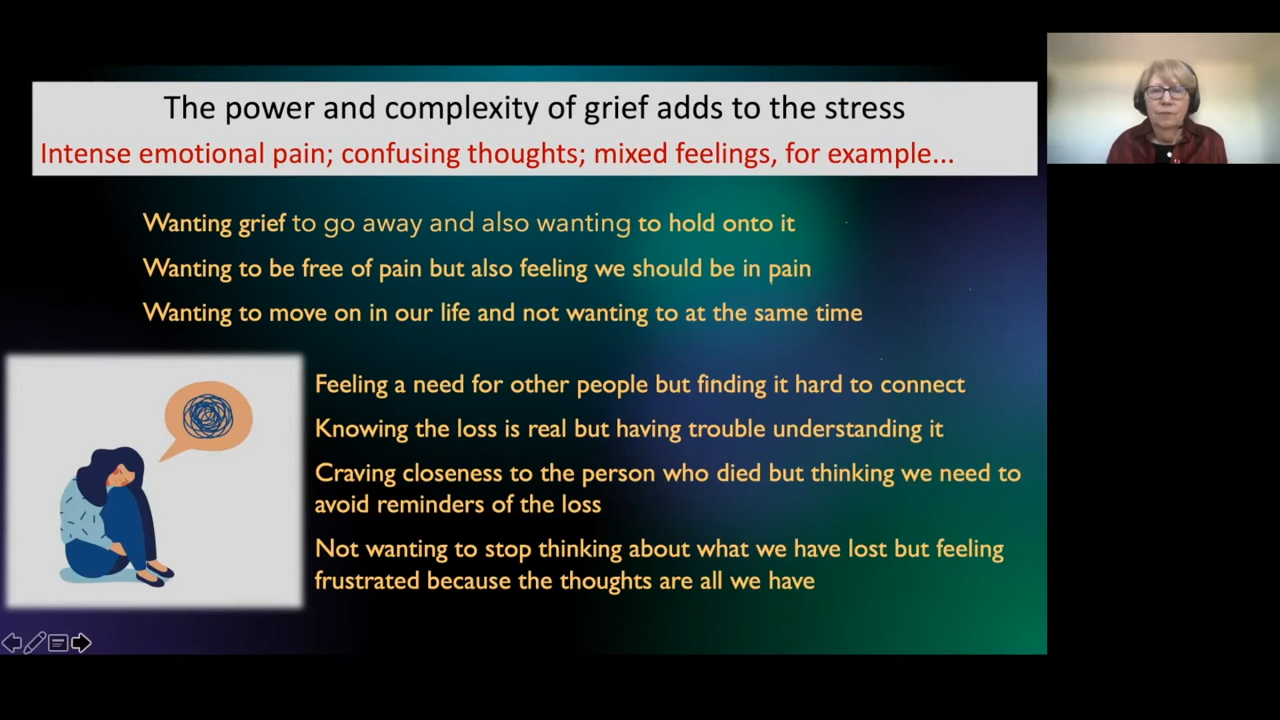 The power and complexity of grief adds to the stress
Intense emotional pain; confusing thoughts; mixed feelings, for example...
Wanting grief to go away and also wanting to hold onto it
Wanting to be free of pain but also feeling we should be in pain
Wanting to move on in our life and not wanting to at the same time
Feeling a need for other people but finding it hard to connect
Knowing the loss is real but having trouble understanding it
Craving closeness to the person who died but thinking we need to
avoid reminders of the loss
Not wanting to stop thinking about what we have lost but feeling
frustrated because the thoughts are all we have